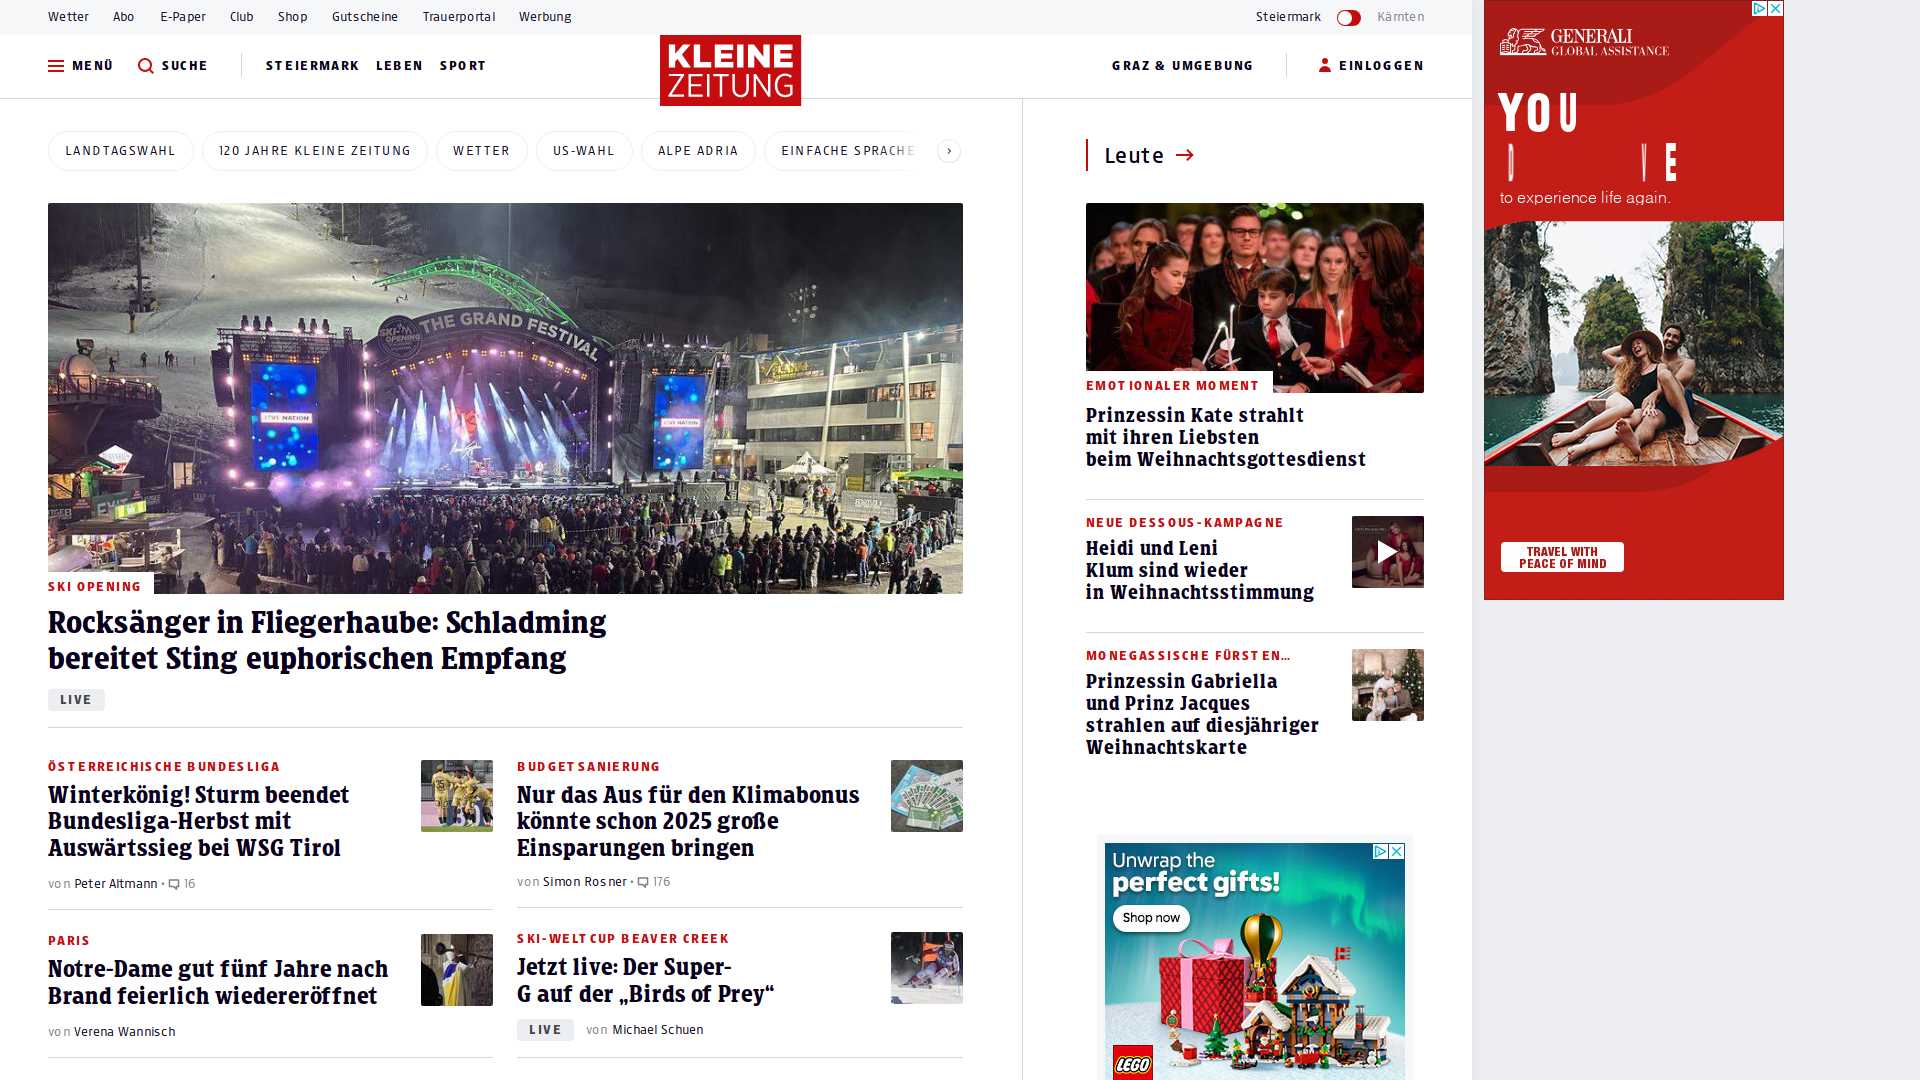 Wetter Abo E-Paper Club Shop Gutscheine Trauerportal Werbung
Steiermark Kärnten
MENÜ SUCHE STEIERMARK LEBEN SPORT
KLEINE
ZEITUNG
GRAZ & UMGEBUNG EINLOGGEN
LANDTAGSWAHL 120 JAHRE KLEINE ZEITUNG WETTER US-WAHL ALPE ADRIA EINFACHE SPRACHE
THE GRAND FESTIVAL
SKI OPENING
LIVE NATION
LIVE NATION
SKI OPENING
Rocksänger in Fliegerhaube: Schladming
bereitet Sting euphorischen Empfang
LIVE
ÖSTERREICHISCHE BUNDESLIGA
Winterkönig! Sturm beendet
Bundesliga-Herbst mit
Auswärtssieg bei WSG Tirol
von Peter Altmann • 16
BUDGETSANIERUNG
Nur das Aus für den Klimabonus
könnte schon 2025 große
Einsparungen bringen
von Simon Rosner • 176
PARIS
Notre-Dame gut fünf Jahre nach
Brand feierlich wiedereröffnet
von Verena Wannisch
SKI-WELTCUP BEAVER CREEK
Jetzt live: Der Super-
G auf der „Birds of Prey“
LIVE von Michael Schuen
Leute
EMOTIONALER MOMENT
Prinzessin Kate strahlt
mit ihren Liebsten
beim Weihnachtsgottesdienst
NEUE DESSOUS-KAMPAGNE
Heidi und Leni
Klum sind wieder
in Weihnachtsstimmung
MONEGASSISCHE FÜRSTEN…
Prinzessin Gabriella
und Prinz Jacques
strahlen auf diesjähriger
Weihnachtskarte
Unwrap the
perfect gifts!
Shop now
LEGO
GENERALI
GLOBAL ASSISTANCE
YOU
to experience life again.
TRAVEL WITH
PEACE OF MIND